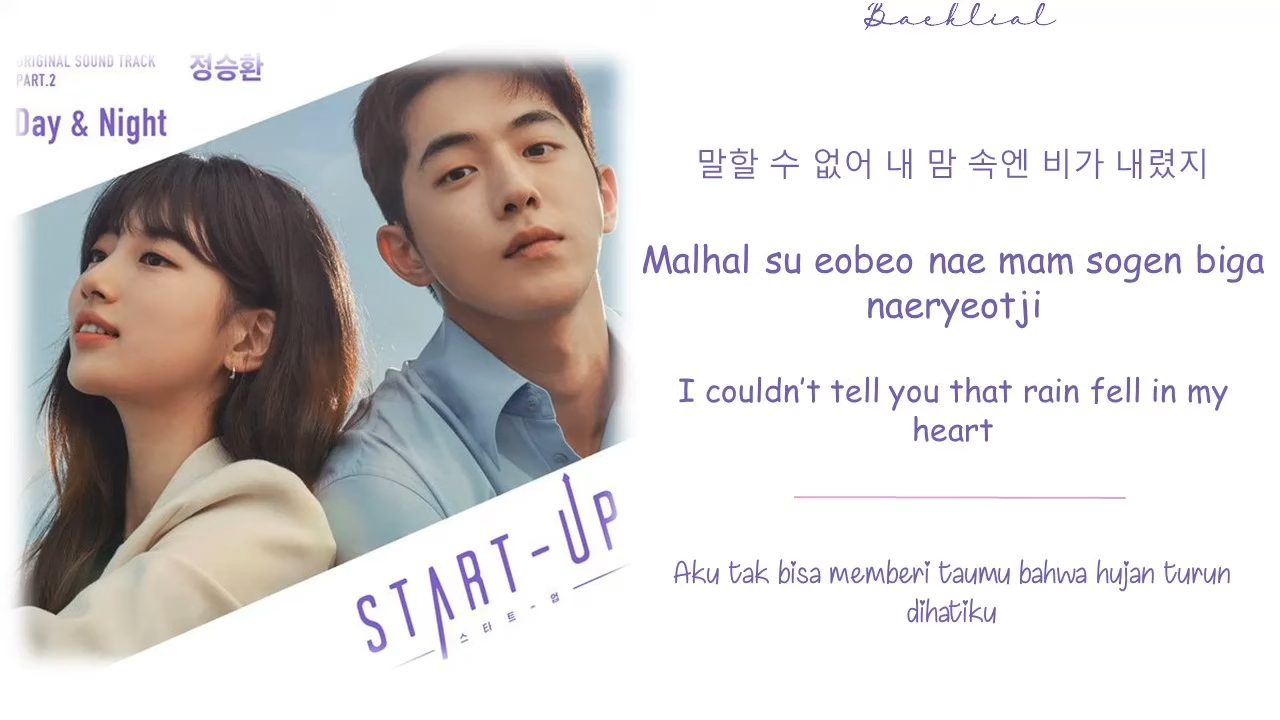 Backlial
ORIGINAL SOUND TRACK
PART.2
정승환
Day & Night
말할 수 없어 내 맘 속엔 비가 내렸지
Malhal su eobeo nae mam sogen biga
naeryeotji
I couldn't tell you that rain fell in my
heart
Aku tak bisa memberi taumu bahwa hujan turun
dihatiku
START-UP
스타트-업